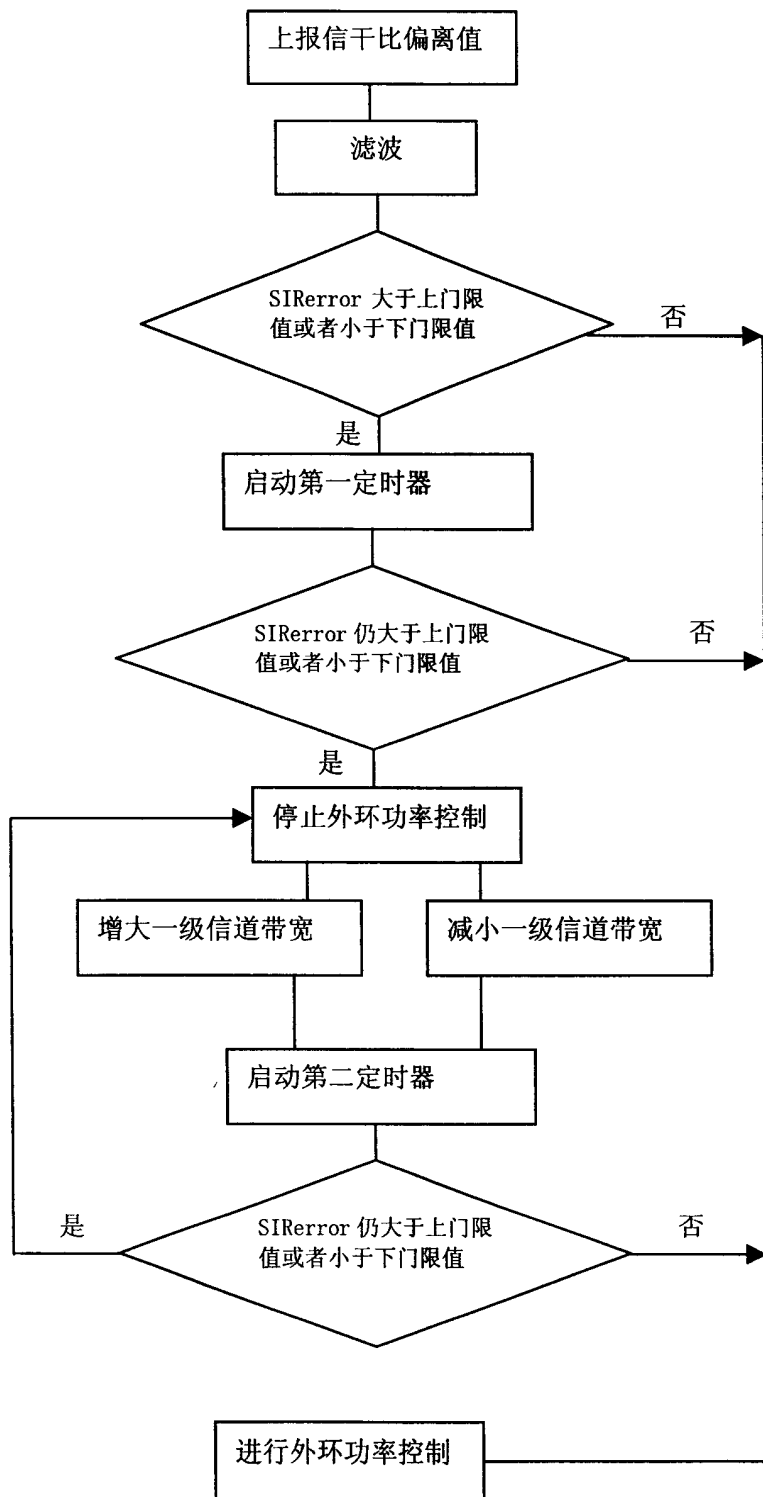 上报信干比偏离值
滤波
SIRerror 大于上门限
值或者小于下门限值
否
是
启动第一定时器
SIRerror 仍大于上门限
值或者小于下门限值
否
是
停止外环功率控制
增大一级信道带宽
减小一级信道带宽
启动第二定时器
是
SIRerror 仍大于上门限
值或者小于下门限值
否
进行外环功率控制